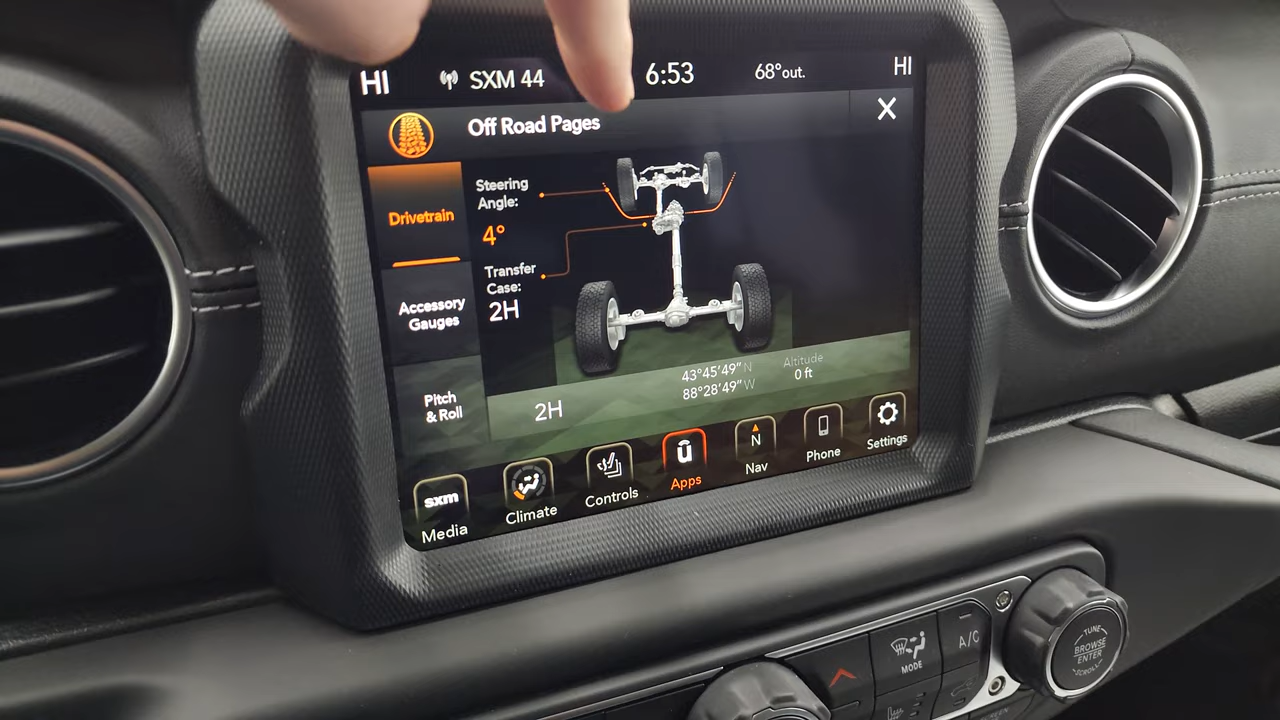 HI SXM 44 6:53 68°out. HI
Off Road Pages X
Drivetrain
Accessory
Gauges
Pitch
& Roll
Steering
Angle:
4°
Transfer
Case:
2H
2H
43°45'49"N
88°28'49"W
Altitude
0 ft
sxm
Media
Climate
Controls
ū
Apps
N
Nav
Phone
Settings
MODE
A/C
TUNE
BROWSE
ENTER
SCROLL